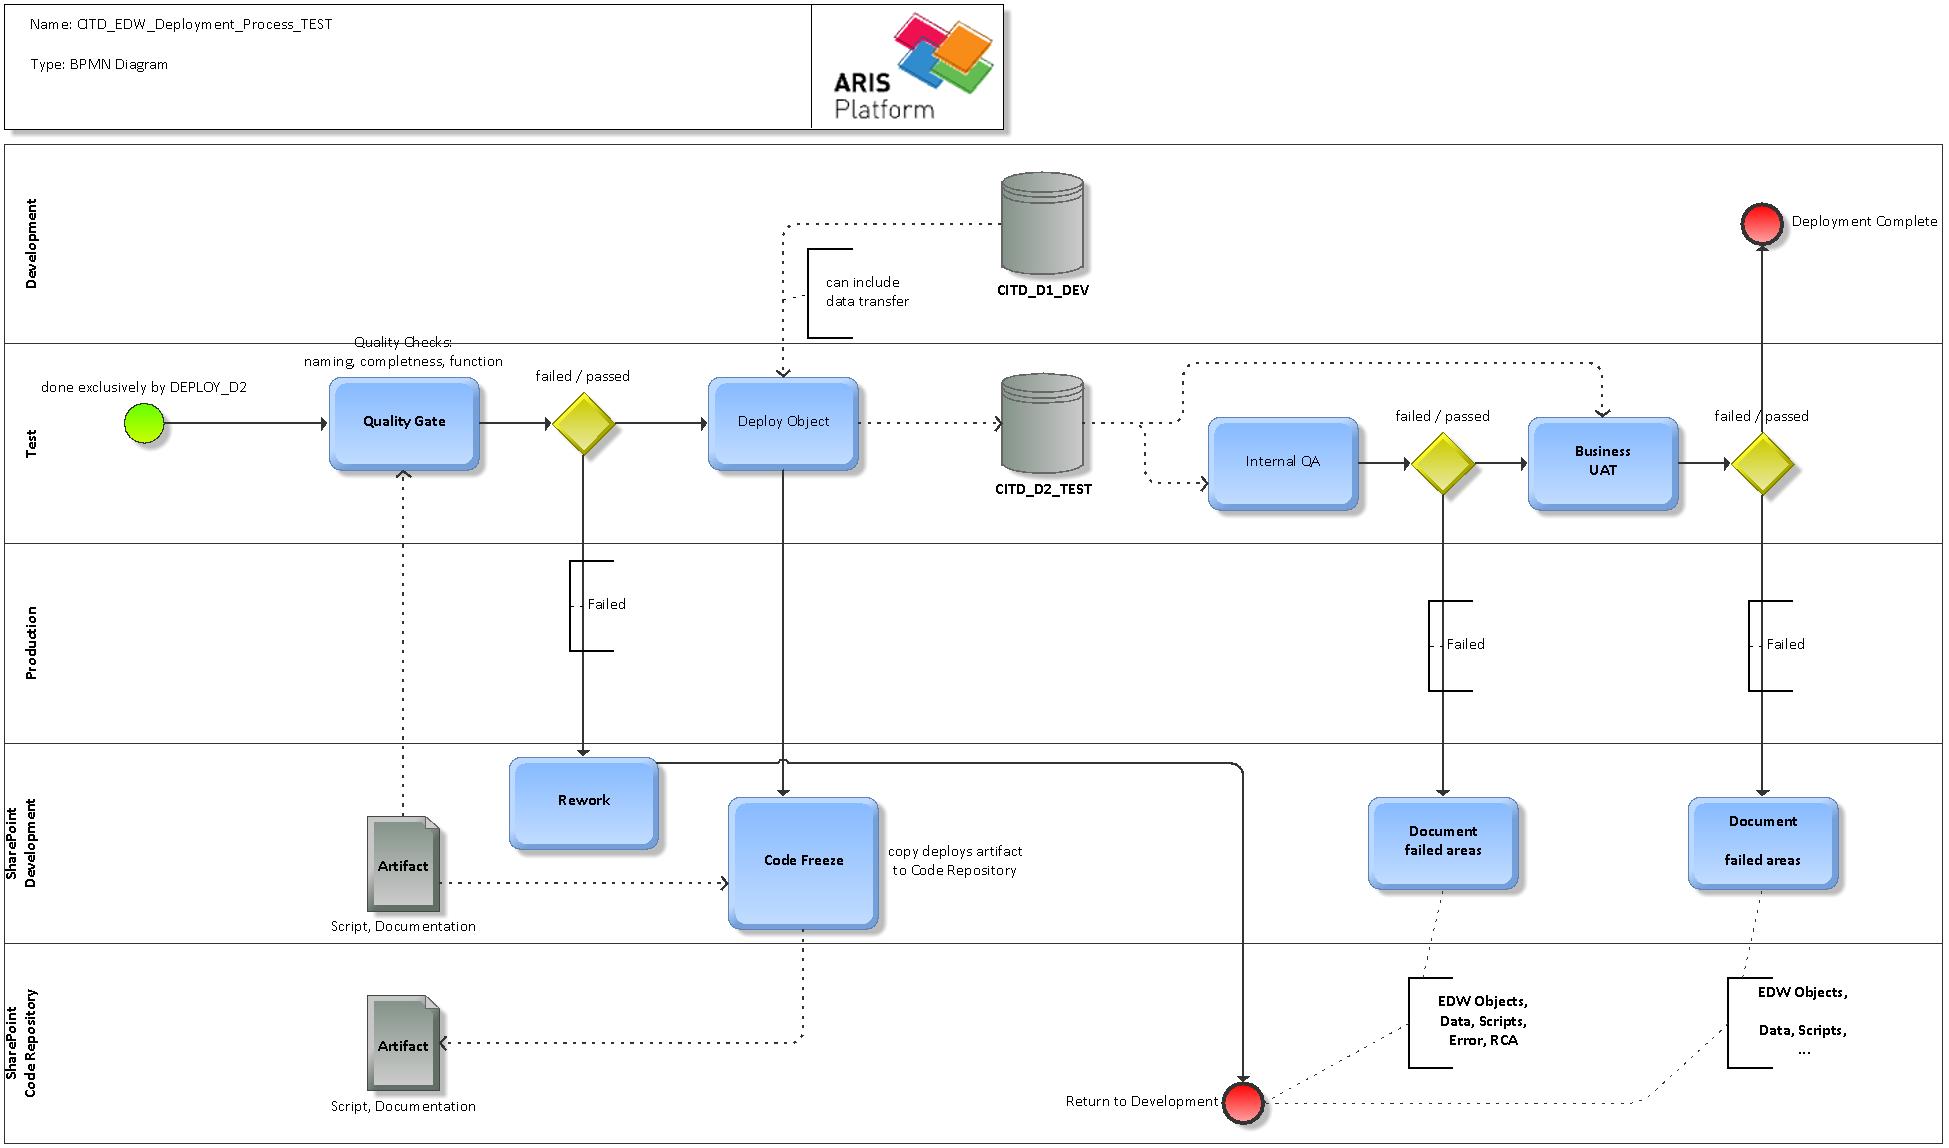 Name: CITD_EDW_Deployment_Process_TEST
Type: BPMN Diagram
ARIS
Platform
Development
CITD_D1_DEV
Deployment Complete
can include
data transfer
Test
done exclusively by DEPLOY_D2
Quality Checks:
naming, completness, function
Quality Gate
failed / passed
Deploy Object
CITD_D2_TEST
Internal QA
failed / passed
Business
UAT
failed / passed
Production
Failed
Failed
Failed
SharePoint
Development
Artifact
Script, Documentation
Rework
Code Freeze
copy deploys artifact
to Code Repository
Document
failed areas
Document
failed areas
SharePoint
Code Repository
Artifact
Script, Documentation
Return to Development
EDW Objects,
Data, Scripts,
Error, RCA
EDW Objects,
Data, Scripts,
...